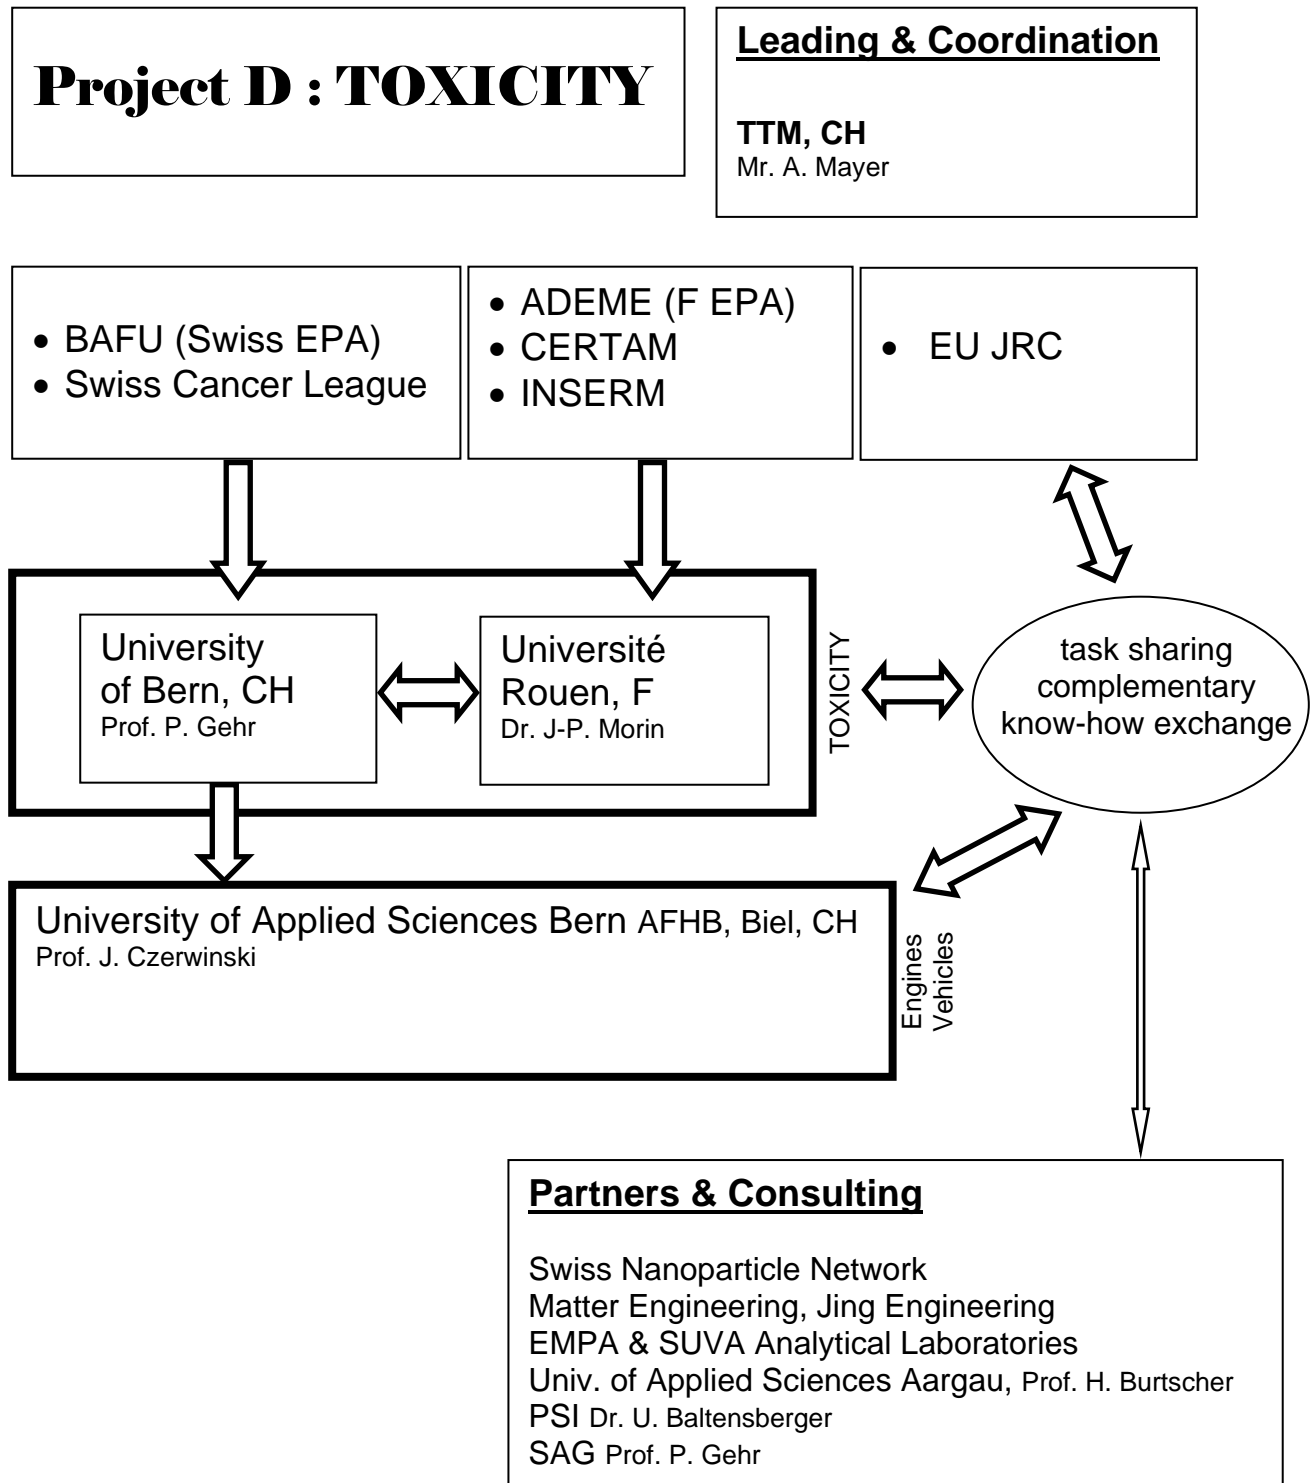 Project D : TOXICITY
Leading & Coordination
TTM, CH
Mr. A. Mayer
• BAFU (Swiss EPA)
• Swiss Cancer League
• ADEME (F EPA)
• CERTAM
• INSERM
• EU JRC
University
of Bern, CH
Prof. P. Gehr
Université
Rouen, F
Dr. J-P. Morin
TOXICITY
task sharing
complementary
know-how exchange
University of Applied Sciences Bern AFHB, Biel, CH
Prof. J. Czerwinski
Engines
Vehicles
Partners & Consulting
Swiss Nanoparticle Network
Matter Engineering, Jing Engineering
EMPA & SUVA Analytical Laboratories
Univ. of Applied Sciences Aargau, Prof. H. Burtscher
PSI Dr. U. Baltensberger
SAG Prof. P. Gehr